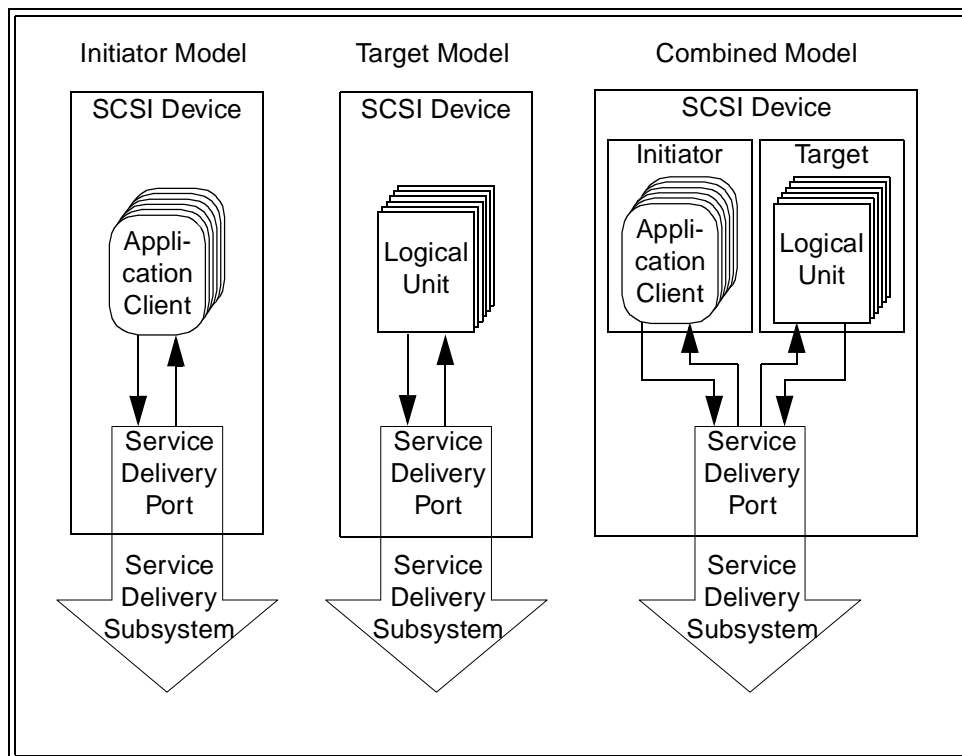 Initiator Model
SCSI Device
Appli-
cation
Client
Service
Delivery
Port
Service
Delivery
Subsystem
Target Model
SCSI Device
Logical
Unit
Service
Delivery
Port
Service
Delivery
Subsystem
Combined Model
SCSI Device
Initiator
Appli-
cation
Client
Target
Logical
Unit
Service
Delivery
Port
Service
Delivery
Subsystem